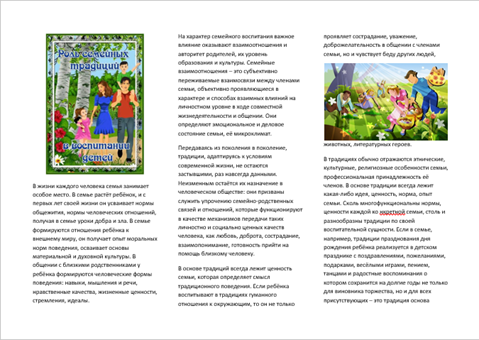 Роль семейных
традиций
в воспитании
детей
В жизни каждого человека семья занимает
особое место. В семье растёт ребёнок, и с
первых лет своей жизни он усваивает нормы
общежития, нормы человеческих отношений,
получая в семье уроки добра и зла. В семье
формируются отношения ребёнка к
внешнему миру, он получает опыт моральных
норм поведения, осваивает основы
материальной и духовной культуры. В
общении с близкими родственниками у
ребёнка формируются человеческие формы
поведения: навыки, мышления и речи,
нравственные качества, жизненные ценности,
стремления, идеалы.
На характер семейного воспитания важное
влияние оказывают взаимоотношения и
авторитет родителей, их уровень
образования и культуры. Семейные
взаимоотношения – это субъективно
переживаемые взаимосвязи между членами
семьи, объективно проявляющиеся в
характере и способах взаимных влияний на
личностном уровне в ходе совместной
жизнедеятельности и общении. Они
определяют эмоциональное и деловое
состояние семьи, её микроклимат.
Передаваясь из поколения в поколение,
традиции, адаптируясь к условиям
современной жизни, не остаются
застывшими, раз навсегда данными.
Неизменным остаётся их назначение в
человеческом обществе: они призваны
служить упрочению семейно-родственных
связей и отношений, которые функционируют
в качестве механизмов передачи таких
личностно и социально ценных качеств
человека, как любовь, доброта, сострадание,
взаимопонимание, готовность прийти на
помощь близкому человеку.
В основе традиций всегда лежит ценность
семьи, которая определяет смысл
традиционного поведения. Если ребёнка
воспитывают в традициях гуманного
отношения к окружающим, то он не только
проявляет сострадание, уважение,
доброжелательность в общении с членами
семьи, но и чувствует беду других людей,
животных, литературных героев.
В традициях обычно отражаются этнические,
культурные, религиозные особенности семьи,
профессиональная принадлежность её
членов. В основе традиции всегда лежит
какая-либо идея, ценность, норма, опыт
семьи. Сколь многофункциональны нормы,
ценности каждой ко нкретной семьи, столь и
разнообразны традиции по своей
воспитательной сущности. Если в семье,
например, традиции празднования дня
рождения ребёнка реализуется в детский
празднике с поздравлениями, пожеланиями,
подарками, весёлыми играми, пением,
танцами и радостные воспоминания о
котором сохранится на долгие годы не только
для виновника торжества, но и для всех
присутствующих – это традиция основа